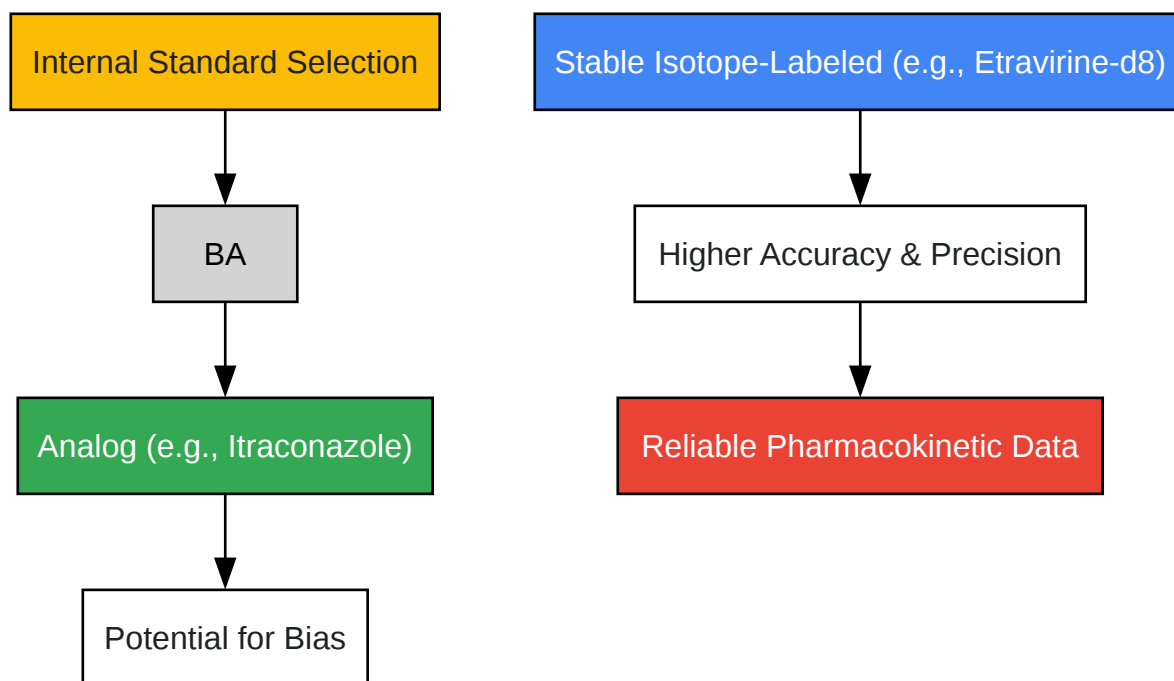 Internal Standard Selection
BA
Analog (e.g., Itraconazole)
Potential for Bias
Stable Isotope-Labeled (e.g., Etravirine-d8)
Higher Accuracy & Precision
Reliable Pharmacokinetic Data